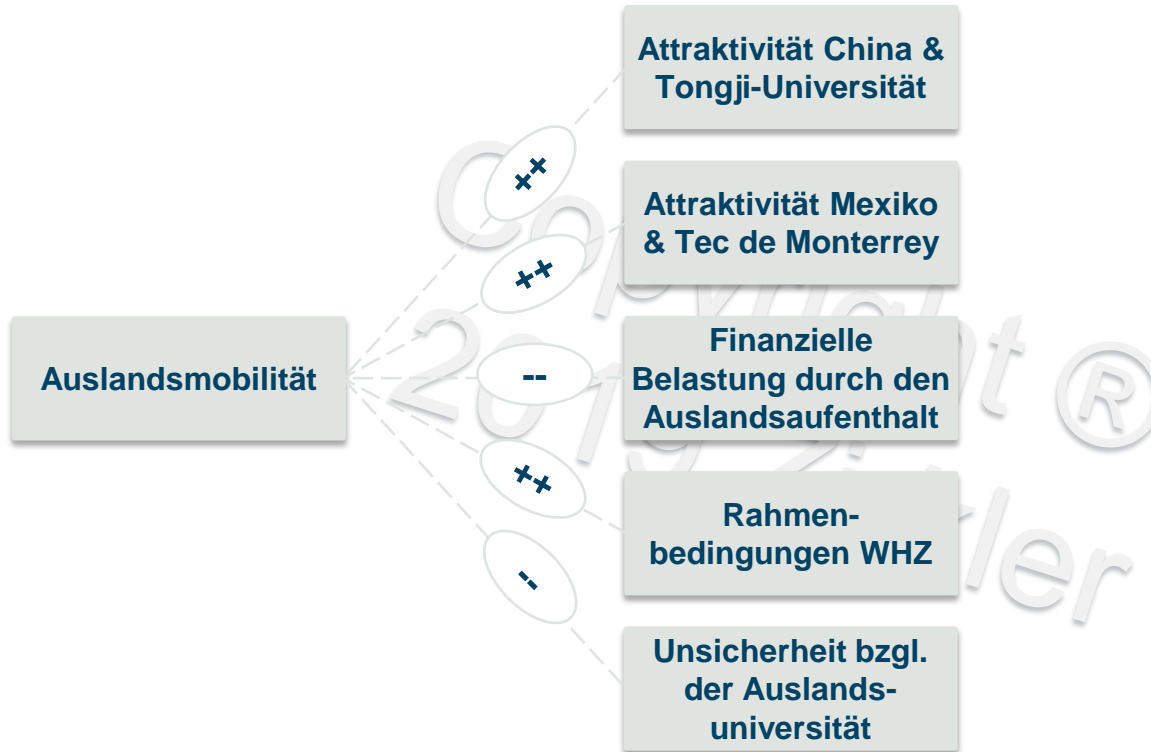 Attraktivität China &
Tongji-Universität
++
Attraktivität Mexiko
& Tec de Monterrey
++
Auslandsmobilität
--
Finanzielle
Belastung durch den
Auslandsaufenthalt
++
Rahmen-
bedingungen WHZ
--
Unsicherheit bzgl.
der Auslands-
universität
Copyright ®